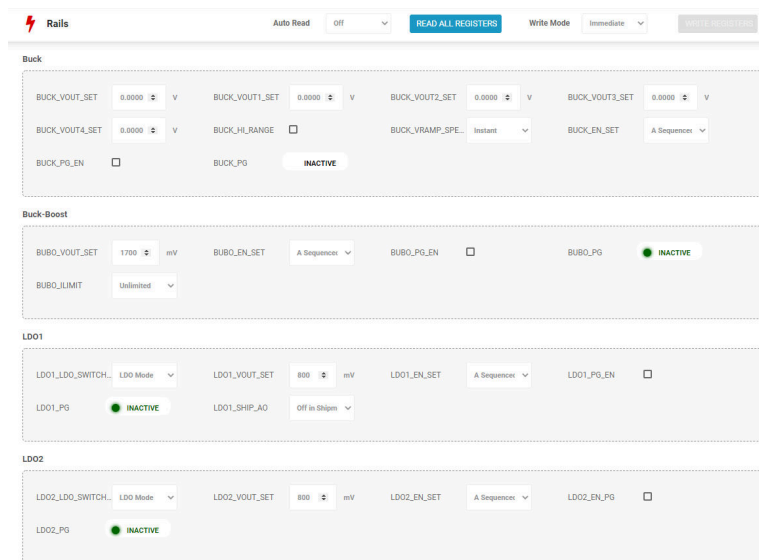 Rails Auto Read Off READ ALL REGISTERS Write Mode Immediate WRITE REGISTERS
Buck
BUCK_VOUT_SET 0.0000 V BUCK_VOUT1_SET 0.0000 V BUCK_VOUT2_SET 0.0000 V BUCK_VOUT3_SET 0.0000 V
BUCK_VOUT4_SET 0.0000 V BUCK_HI_RANGE BUCK_VRAMP_SPE... Instant BUCK_EN_SET A Sequencer
BUCK_PG_EN BUCK_PG INACTIVE
Buck-Boost
BUBO_VOUT_SET 1700 mV BUBO_EN_SET A Sequencer BUBO_PG_EN BUBO_PG INACTIVE
BUBO_ILIMIT Unlimited
LDO1
LDO1_LDO_SWITCH... LDO Mode LDO1_VOUT_SET 800 mV LDO1_EN_SET A Sequencer LDO1_PG_EN
LDO1_PG INACTIVE LDO1_SHIP_AO Off in Shipm
LDO2
LDO2_LDO_SWITCH... LDO Mode LDO2_VOUT_SET 800 mV LDO2_EN_SET A Sequencer LDO2_EN_PG
LDO2_PG INACTIVE